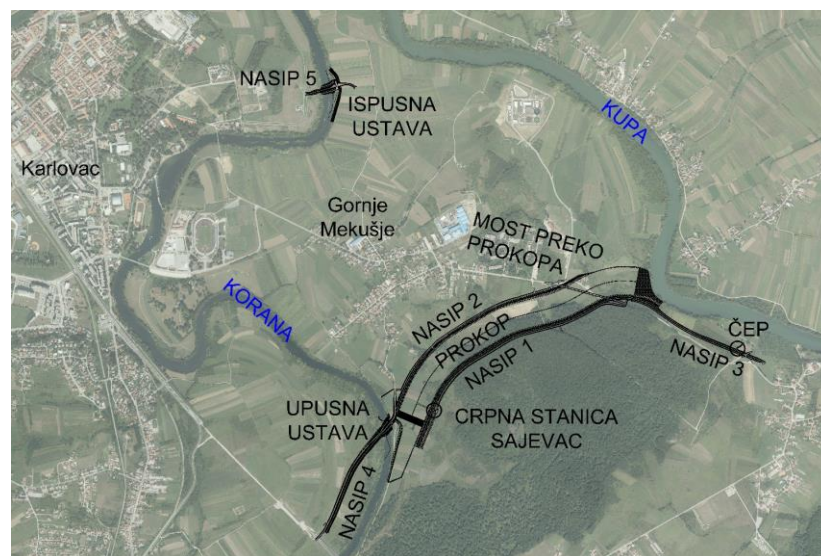 NASIP 5
ISPUSNA
USTAVA
KUPA
Karlovac
Gornje
Mekušje
MOST PREKO
PROKOPA
KORANA
NASIP 2
PROKOP
NASIP 1
ČEP
NASIP 3
UPUSNA
USTAVA
CRPNA STANICA
SAJEVAC
NASIP 4